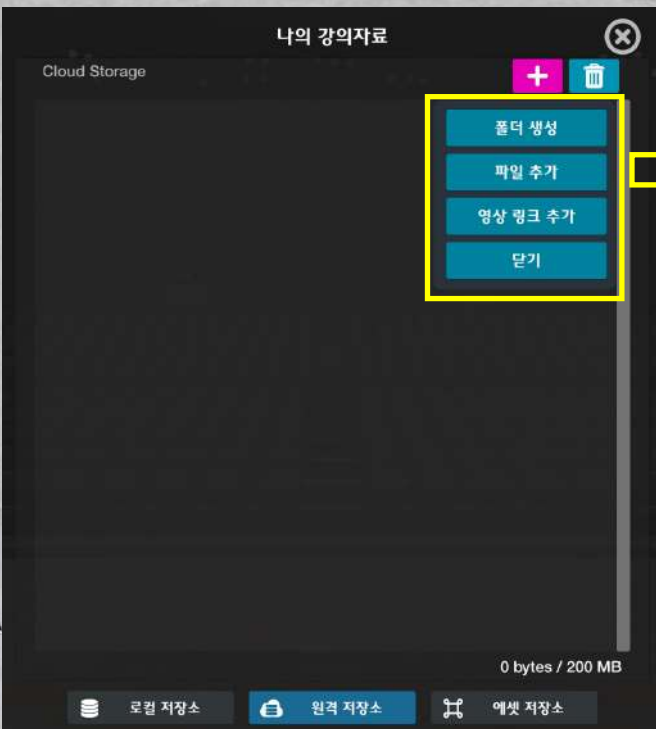 나의 강의자료
Cloud Storage
폴더 생성
파일 추가
영상 링크 추가
닫기
0 bytes / 200 MB
로컬 저장소 원격 저장소 에셋 저장소